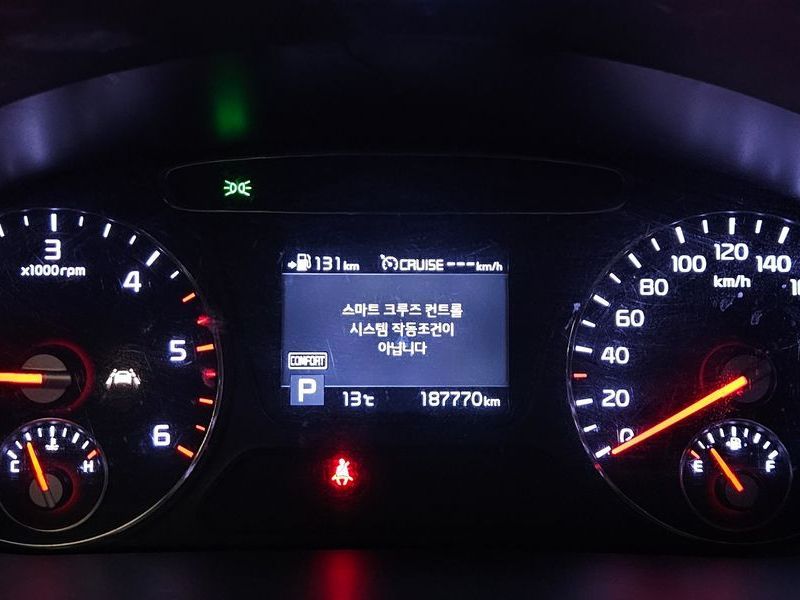 3
x1000rpm
4
5
6
C H
131km CRUISE ---km/h
스마트 크루즈 컨트롤
시스템 작동조건이
아닙니다
COMFORT
P 13℃ 187770km
0
20
40
60
80
100
120
140
km/h
E F